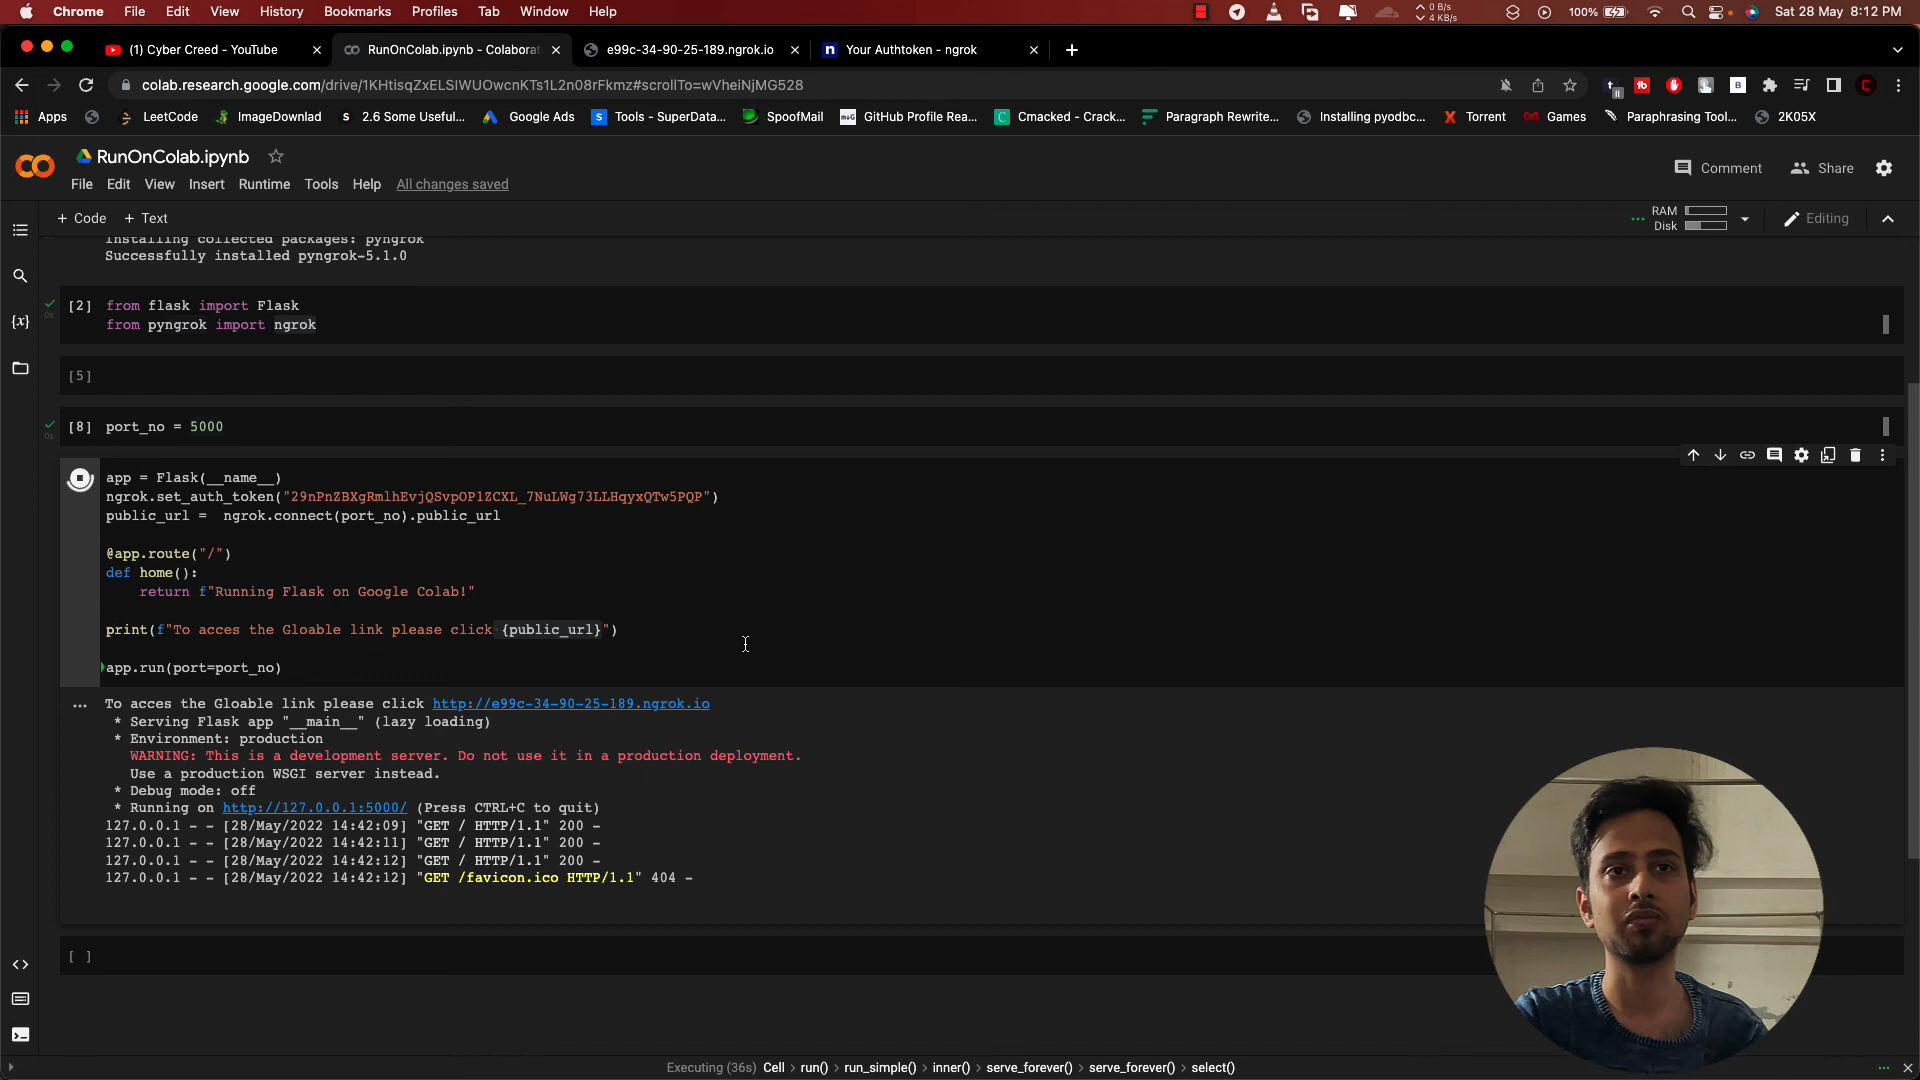 Chrome File Edit View History Bookmarks Profiles Tab Window Help 0 B/s 4 KB/s 100% Sat 28 May 8:12 PM
(1) Cyber Creed - YouTube RunOnColab.ipynb - Colaborat e99c-34-90-25-189.ngrok.io Your Authtoken - ngrok
colab.research.google.com/drive/1KHtisqZxELSlWUOwcnKTs1L2n08rFkmz#scrollTo=wVheiNjMG528
Apps LeetCode ImageDownlad 2.6 Some Useful... Google Ads Tools - SuperData... SpoofMail GitHub Profile Rea... Cmacked - Crack... Paragraph Rewrite... Installing pyodbc... Torrent Games Paraphrasing Tool... 2K05X
RunOnColab.ipynb
Comment Share
File Edit View Insert Runtime Tools Help All changes saved
+ Code + Text RAM Disk Editing
Installing collected packages: pyngrok
Successfully installed pyngrok-5.1.0
[2] from flask import Flask
from pyngrok import ngrok
[5]
[8] port_no = 5000
app = Flask(__name__)
ngrok.set_auth_token("29nPnZBXgRmlhEvjQSvpOP1ZCXL_7NuLWg73LLHqyxQTw5PQP")
public_url =  ngrok.connect(port_no).public_url
@app.route("/")
def home():
return f"Running Flask on Google Colab!"
print(f"To acces the Gloable link please click {public_url}")
app.run(port=port_no)
To acces the Gloable link please click http://e99c-34-90-25-189.ngrok.io
* Serving Flask app "__main__" (lazy loading)
* Environment: production
WARNING: This is a development server. Do not use it in a production deployment.
Use a production WSGI server instead.
* Debug mode: off
* Running on http://127.0.0.1:5000/ (Press CTRL+C to quit)
127.0.0.1 - - [28/May/2022 14:42:09] "GET / HTTP/1.1" 200 -
127.0.0.1 - - [28/May/2022 14:42:11] "GET / HTTP/1.1" 200 -
127.0.0.1 - - [28/May/2022 14:42:12] "GET / HTTP/1.1" 200 -
127.0.0.1 - - [28/May/2022 14:42:12] "GET /favicon.ico HTTP/1.1" 404 -
[ ]
Executing (36s) Cell > run() > run_simple() > inner() > serve_forever() > serve_forever() > select()